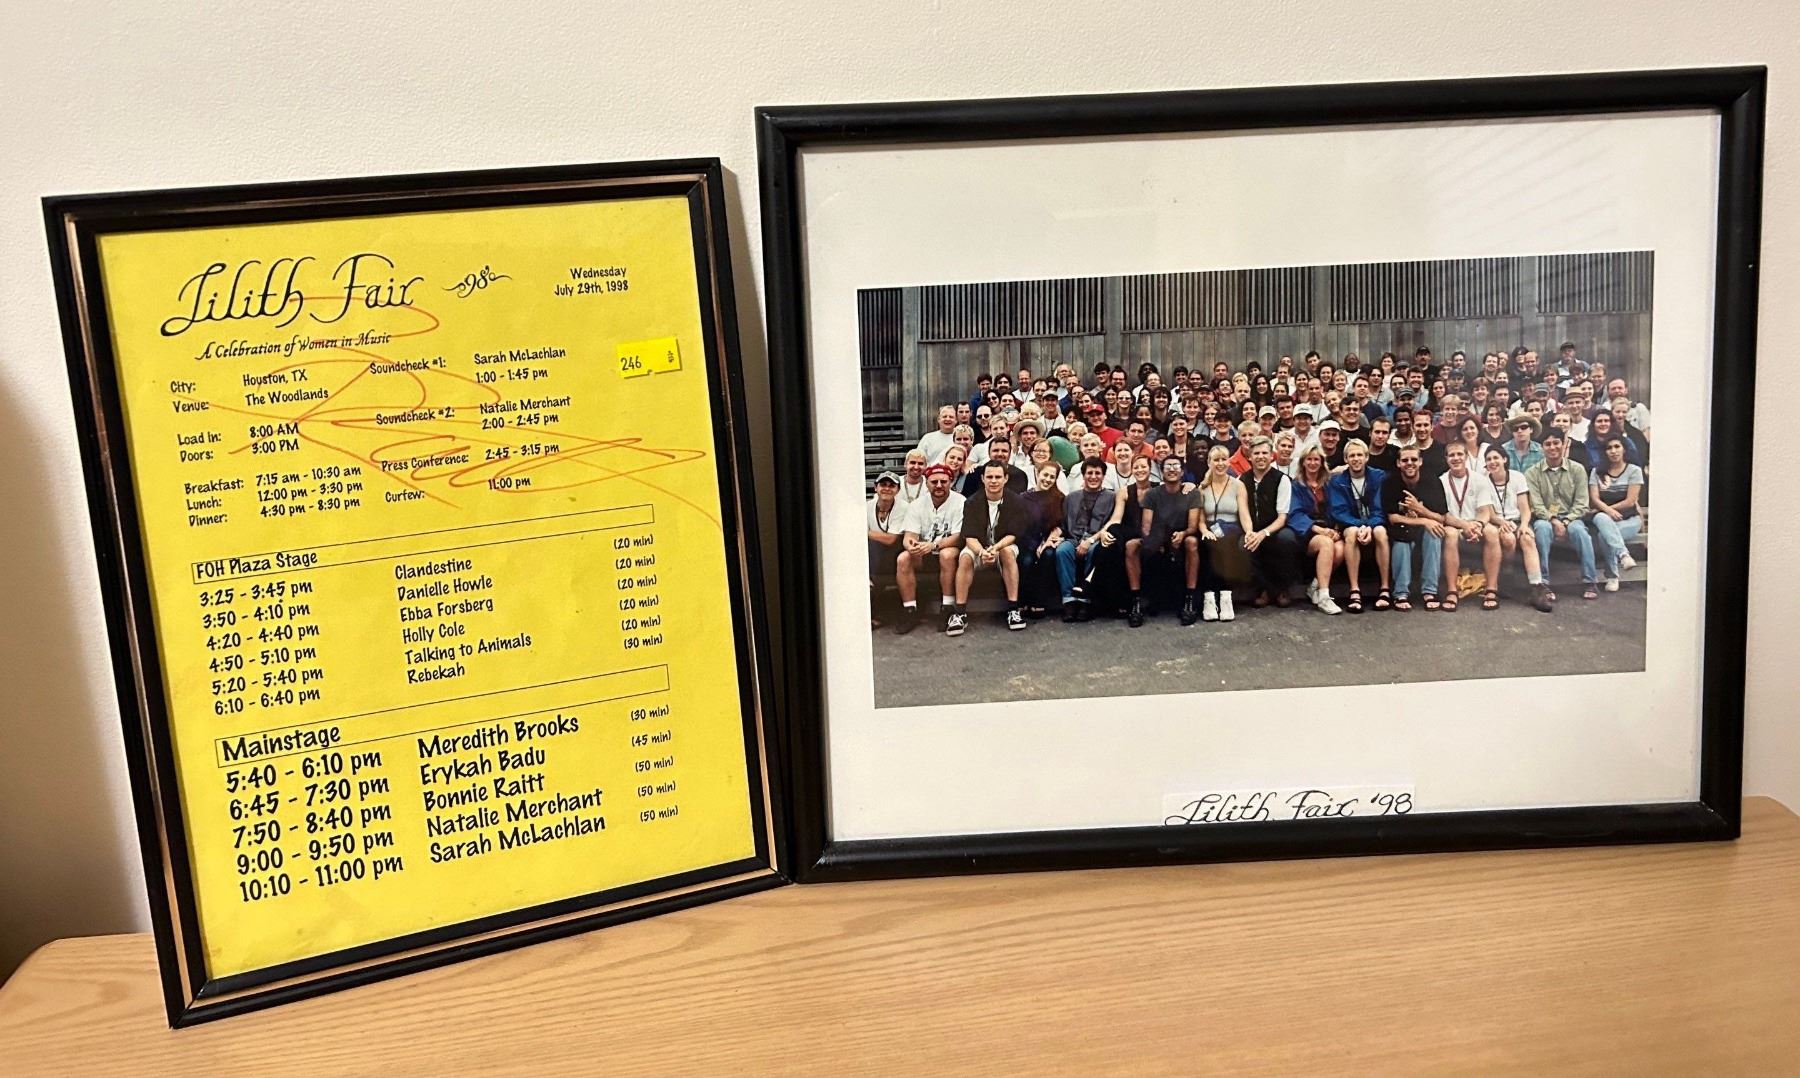 Lilith Fair 98
A Celebration of Women in Music
Wednesday
July 29th, 1998
City: Houston, TX
Venue: The Woodlands
Load in: 8:00 AM
Doors: 3:00 PM
Breakfast: 7:15 am - 10:30 am
Lunch: 12:00 pm - 3:30 pm
Dinner: 4:30 pm - 8:30 pm
Soundcheck #1: Sarah McLachlan
1:00 - 1:45 pm
Soundcheck #2: Natalie Merchant
2:00 - 2:45 pm
Press Conference: 2:45 - 3:15 pm
Curfew: 11:00 pm
246
FOH Plaza Stage
3:25 - 3:45 pm Clandestine (20 min)
3:50 - 4:10 pm Danielle Howle (20 min)
4:20 - 4:40 pm Ebba Forsberg (20 min)
4:50 - 5:10 pm Holly Cole (20 min)
5:20 - 5:40 pm Talking to Animals (20 min)
6:10 - 6:40 pm Rebekah (30 min)
Mainstage
5:40 - 6:10 pm Meredith Brooks (30 min)
6:45 - 7:30 pm Erykah Badu (45 min)
7:50 - 8:40 pm Bonnie Raitt (50 min)
9:00 - 9:50 pm Natalie Merchant (50 min)
10:10 - 11:00 pm Sarah McLachlan (50 min)
Lilith Fair '98